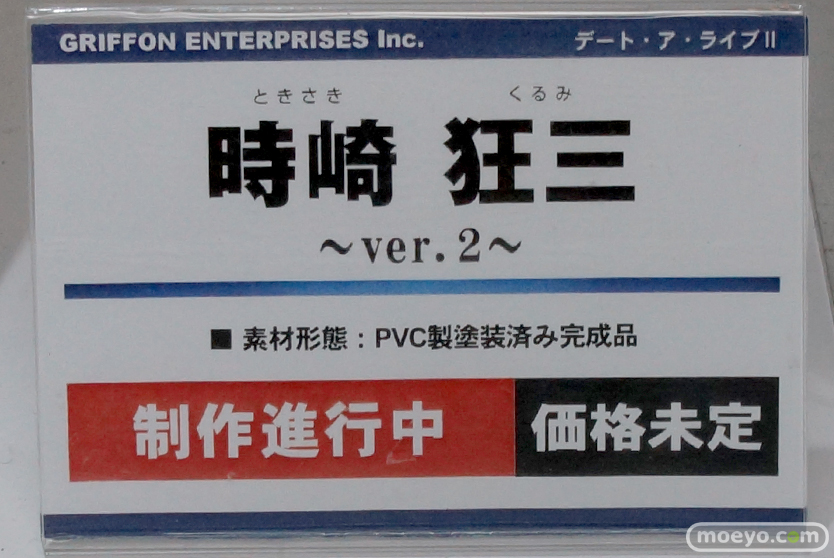 GRIFFON ENTERPRISES Inc. デート・ア・ライブⅡ
ときさき くるみ
時崎 狂三
～ver.2～
■ 素材形態：PVC製塗装済み完成品
制作進行中 価格未定
moeyo.com